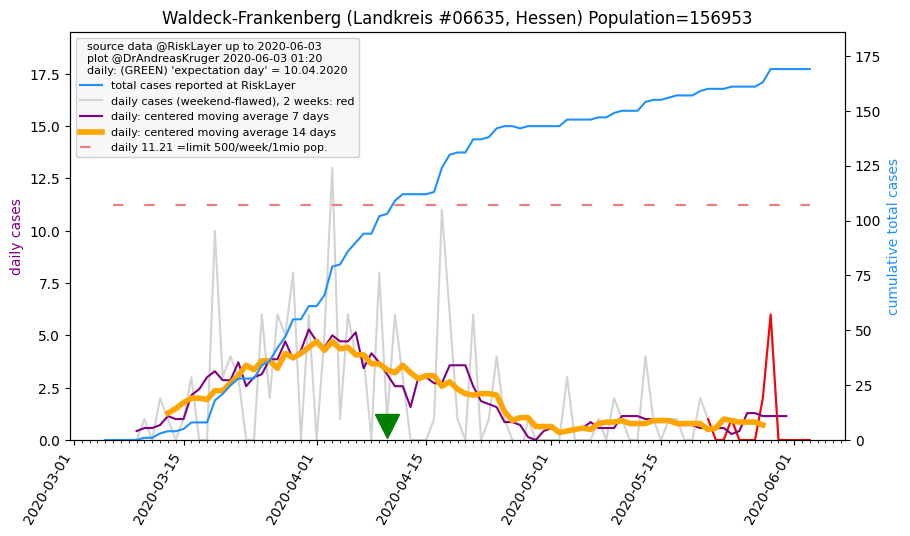 Waldeck-Frankenberg (Landkreis #06635, Hessen) Population=156953
source data @RiskLayer up to 2020-06-03
plot @DrAndreasKruger 2020-06-03 01:20
daily: (GREEN) 'expectation day' = 10.04.2020
total cases reported at RiskLayer
daily cases (weekend-flawed), 2 weeks: red
daily: centered moving average 7 days
daily: centered moving average 14 days
daily 11.21 =limit 500/week/1mio pop.
daily cases
17.5
15.0
12.5
10.0
7.5
5.0
2.5
0.0
cumulative total cases
175
150
125
100
75
50
25
0
2020-03-01
2020-03-15
2020-04-01
2020-04-15
2020-05-01
2020-05-15
2020-06-01